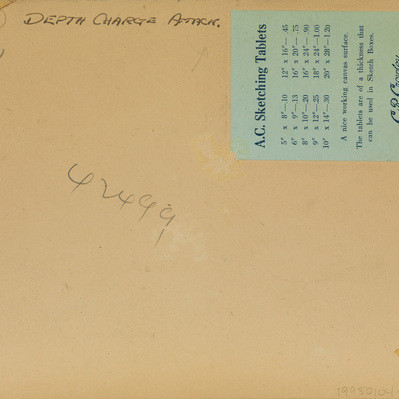 ) DEPTH CHARGE ATTACK.
A.C. Sketching Tablets
5" x 8"—.10 12" x 16"—.45
6" x 9"—.13 16" x 20"—.75
8" x 10"—.20 16" x 24"—.90
9" x 12"—.25 18" x 24"—1.00
10" x 14"—.30 20" x 28"—1.20
A nice working canvas surface.
The tablets are of a thickness that
can be used in Sketch Boxes.
42499